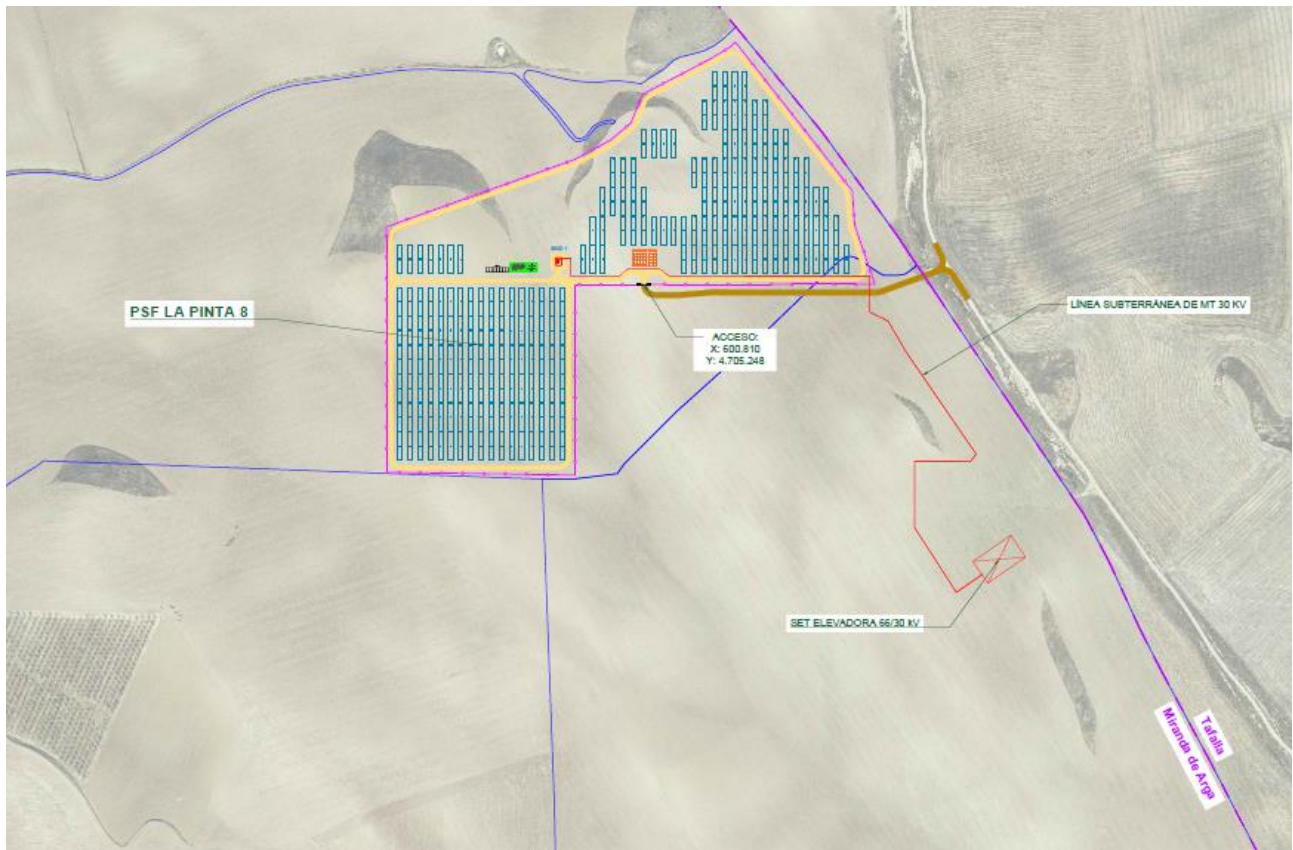 PSF LA PINTA 8
ACCESO:
X: 600.810
Y: 4.705.248
LÍNEA SUBTERRÁNEA DE MT 30 KV
SET ELEVADORA 66/30 kV
Tafalla
Miranda de Arga